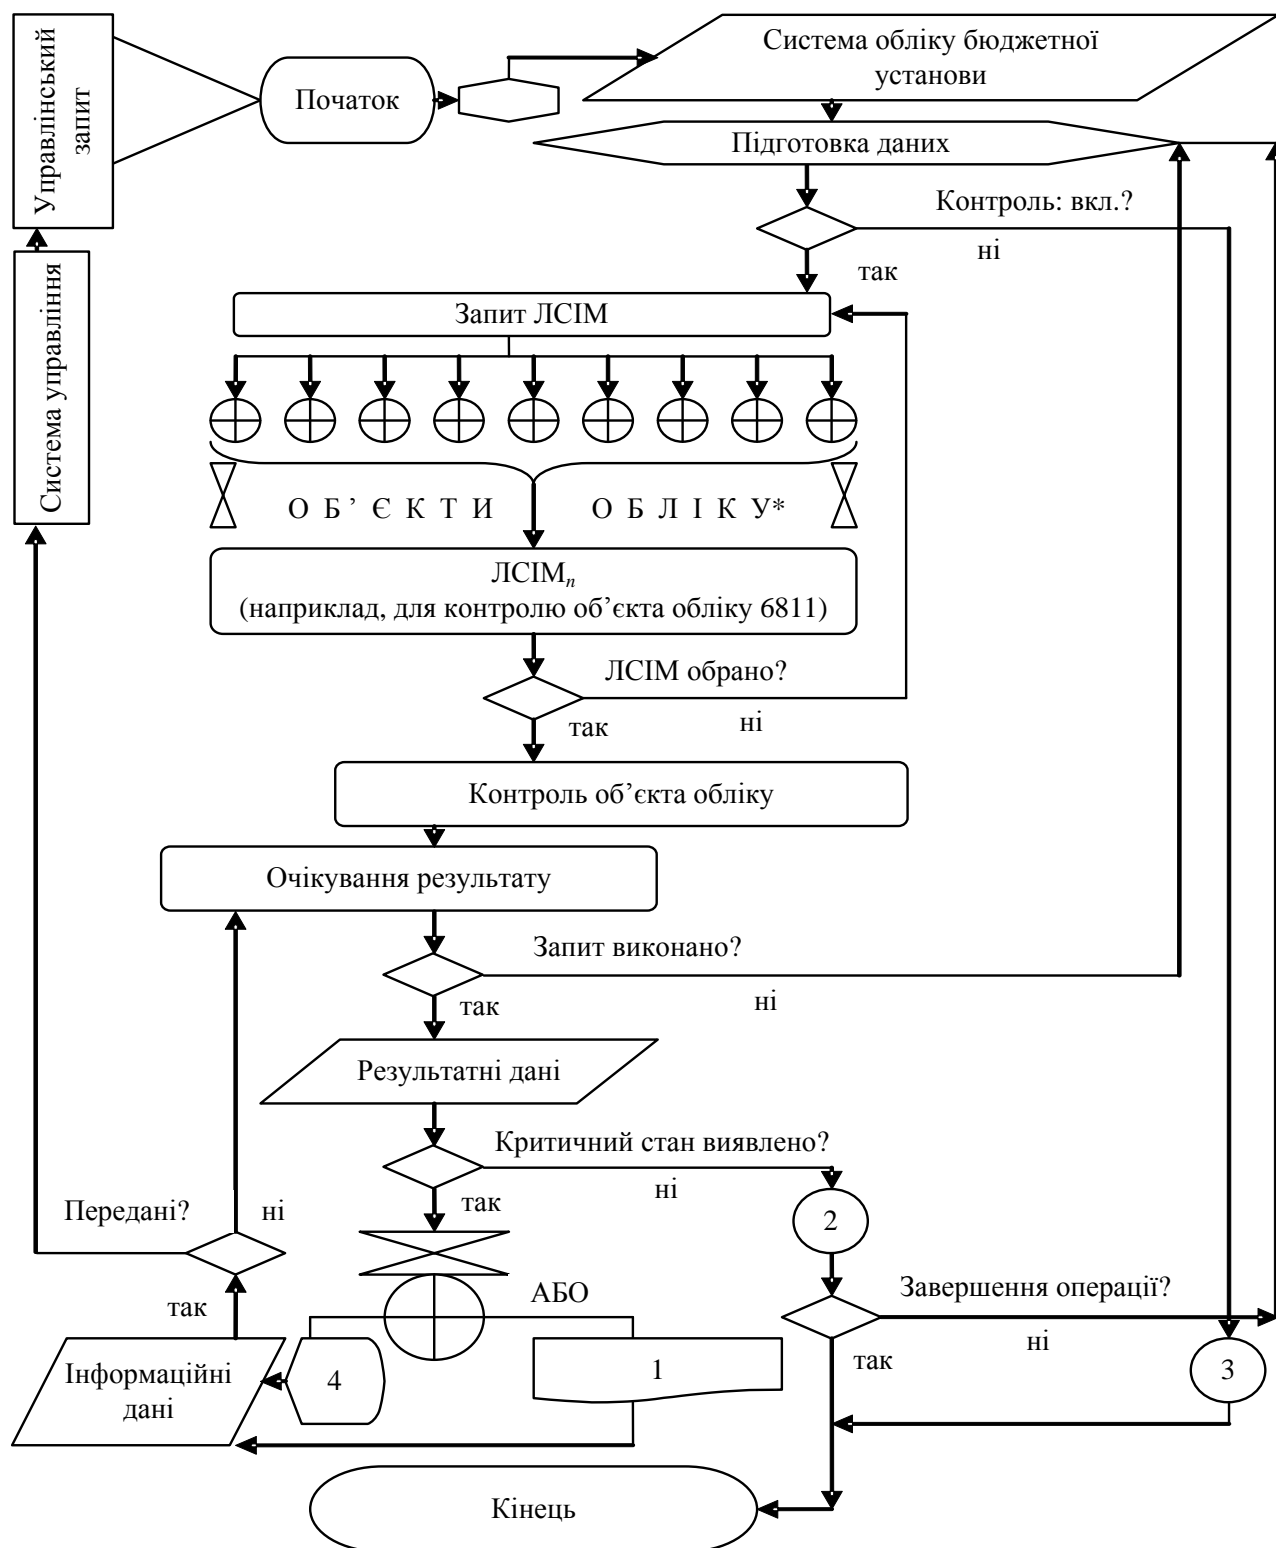 Управлінський
запит
Початок
Система обліку бюджетної
установи
Підготовка даних
Контроль: вкл.?
ні
так
Система управління
Запит ЛСІМ
О Б ’ Є К Т И О Б Л І К У*
ЛСІМn
(наприклад, для контролю об’єкта обліку 6811)
ЛСІМ обрано?
так
ні
Контроль об’єкта обліку
Очікування результату
Запит виконано?
так
ні
Результатні дані
Критичний стан виявлено?
так
ні
2
Передані?
ні
так
АБО
Завершення операції?
ні
так
Інформаційні
дані
4
1
3
Кінець